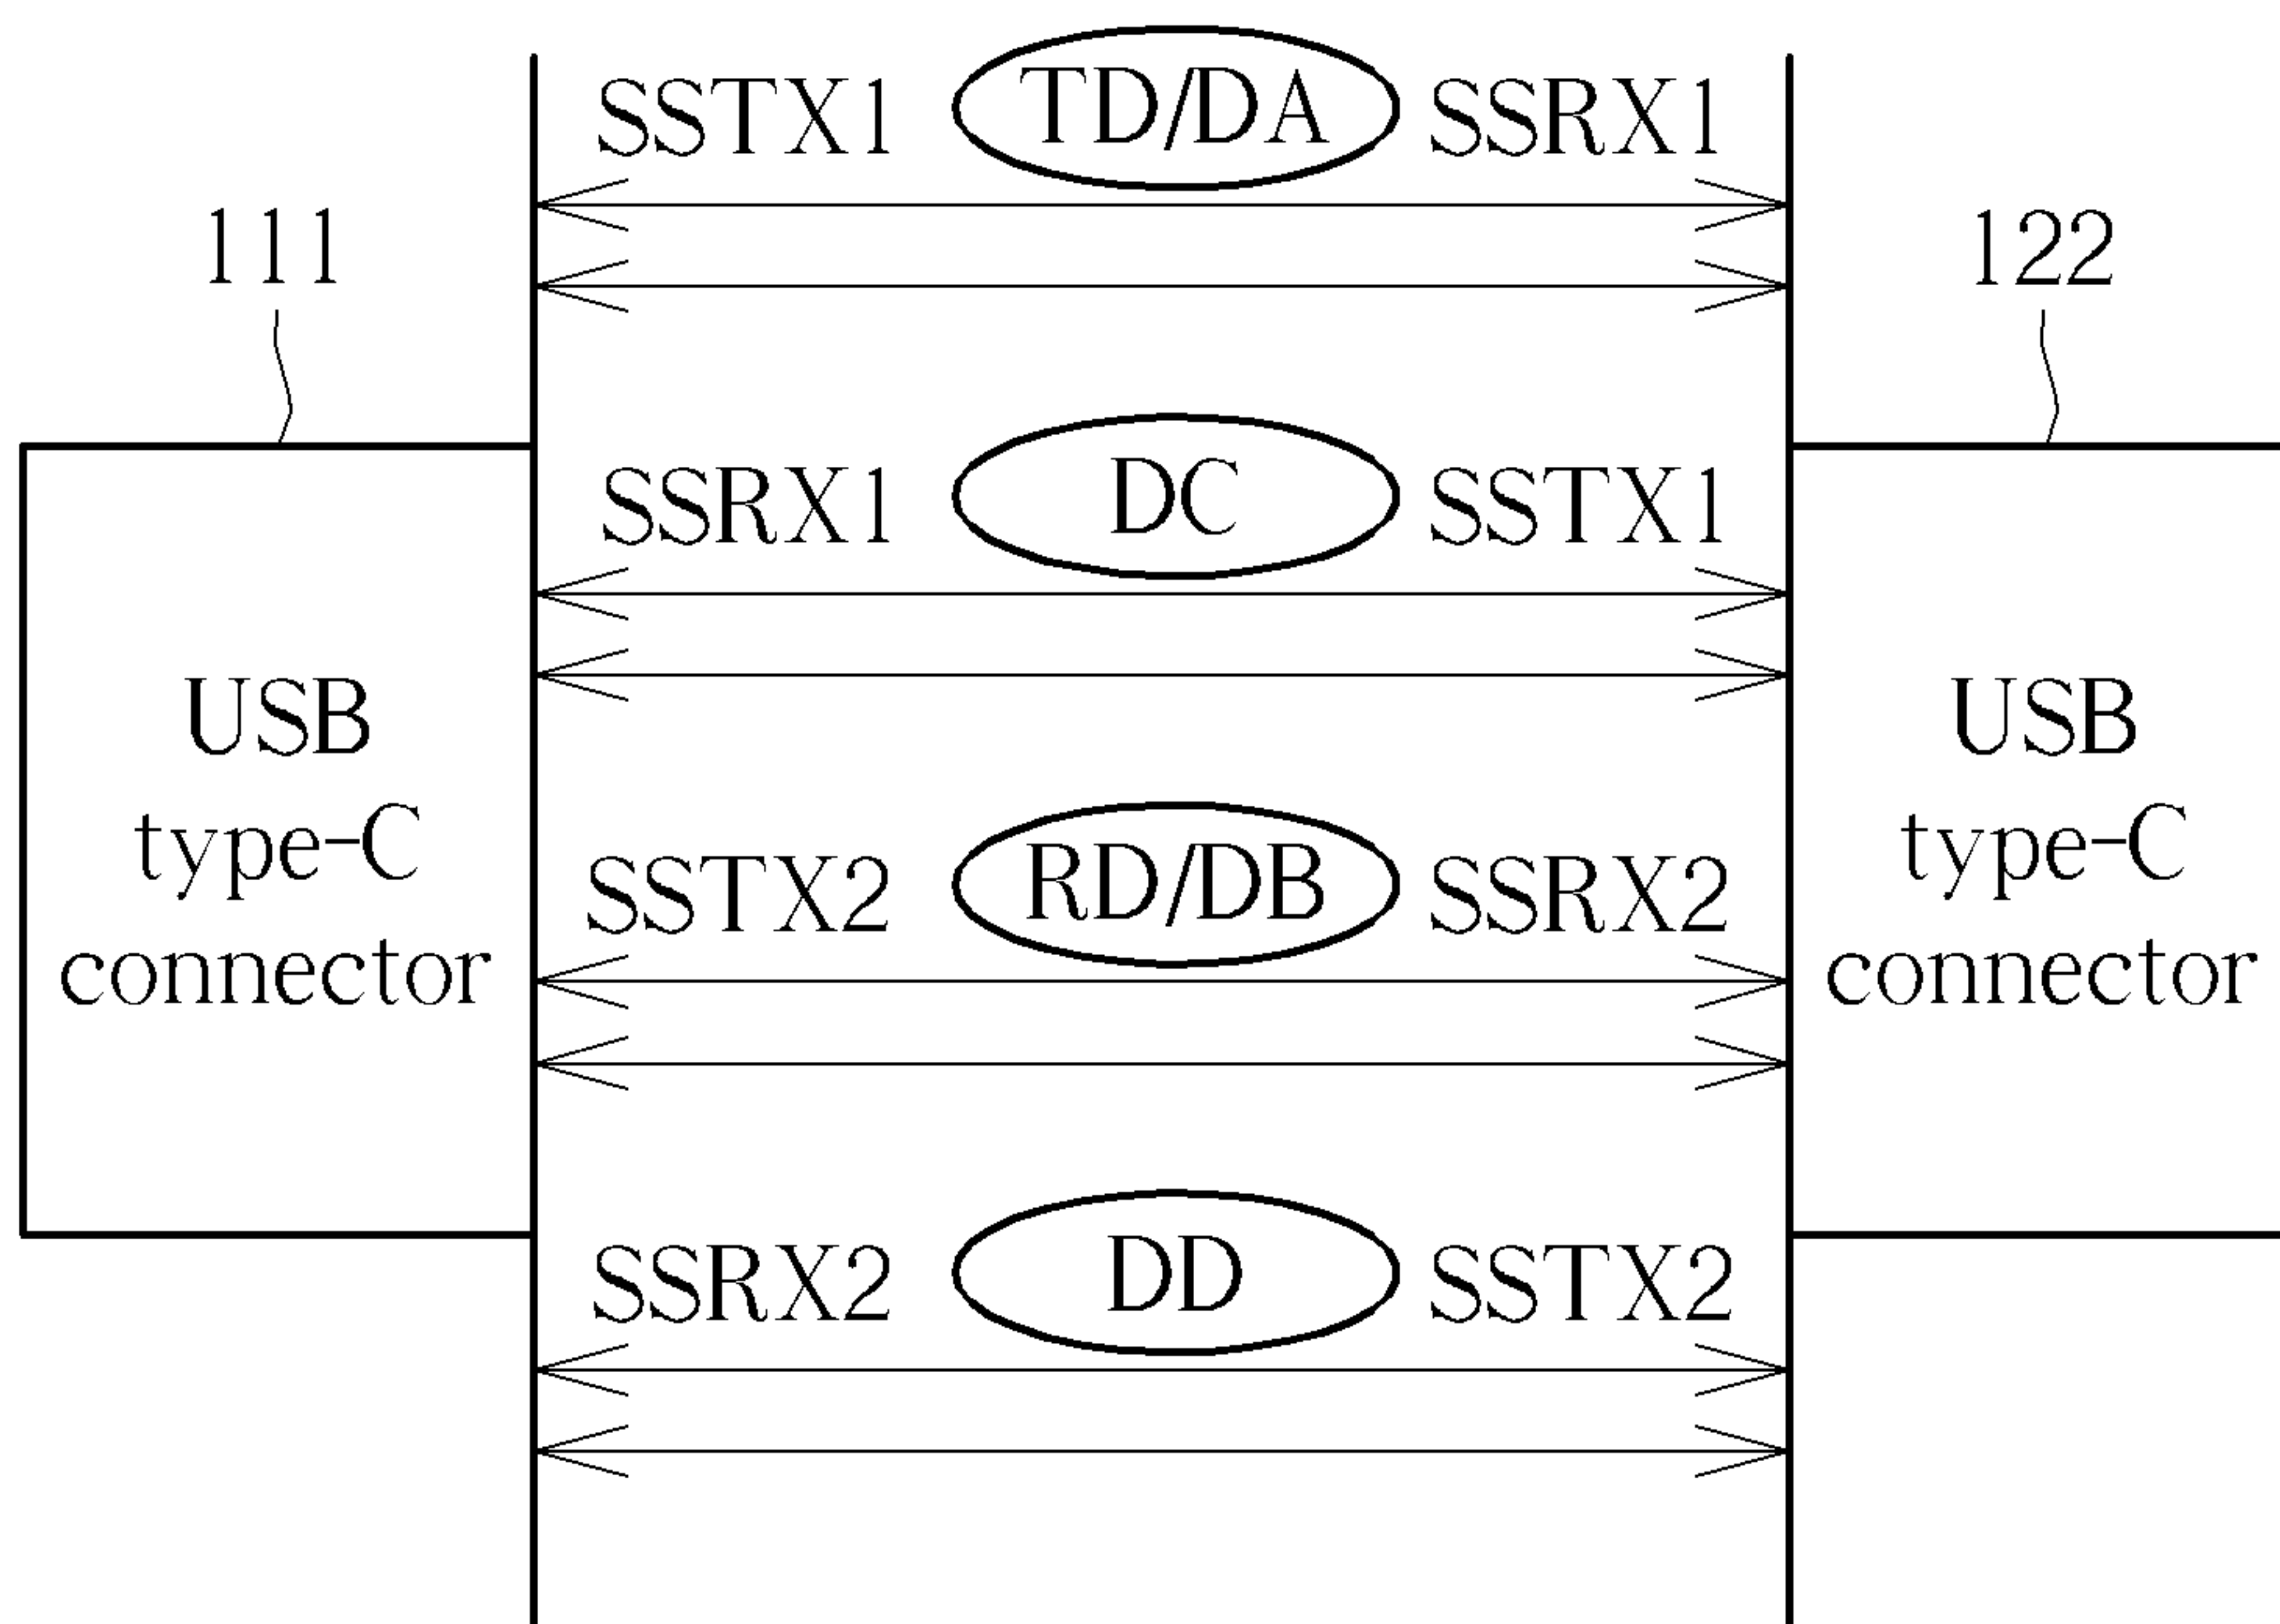 SSTX1 TD/DA SSRX1
111
122
SSRX1 DC SSTX1
USB
type-C
connector
USB
type-C
connector
SSTX2 RD/DB SSRX2
SSRX2 DD SSTX2